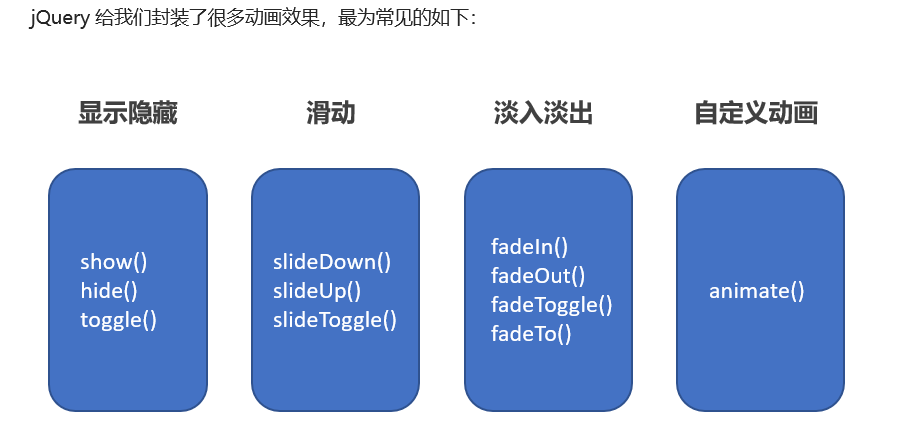 jQuery 给我们封装了很多动画效果，最为常见的如下：
显示隐藏
滑动
淡入淡出
自定义动画
show()
hide()
toggle()
slideDown()
slideUp()
slideToggle()
fadeIn()
fadeOut()
fadeToggle()
fadeTo()
animate()